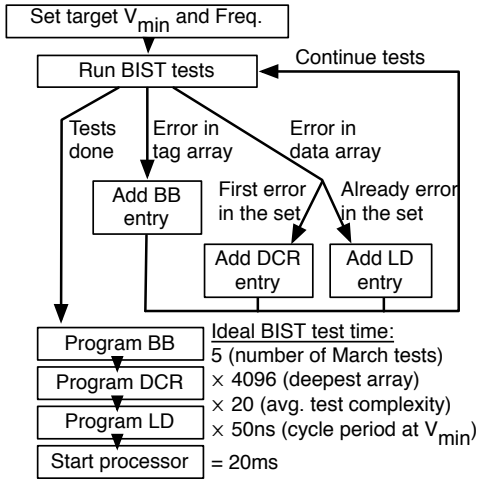 Set target Vmin and Freq.
Run BIST tests
Continue tests
Tests done
Error in tag array
Error in data array
Add BB entry
First error in the set
Already error in the set
Add DCR entry
Add LD entry
Program BB
Program DCR
Program LD
Start processor
Ideal BIST test time:
5 (number of March tests)
× 4096 (deepest array)
× 20 (avg. test complexity)
× 50ns (cycle period at Vmin)
= 20ms